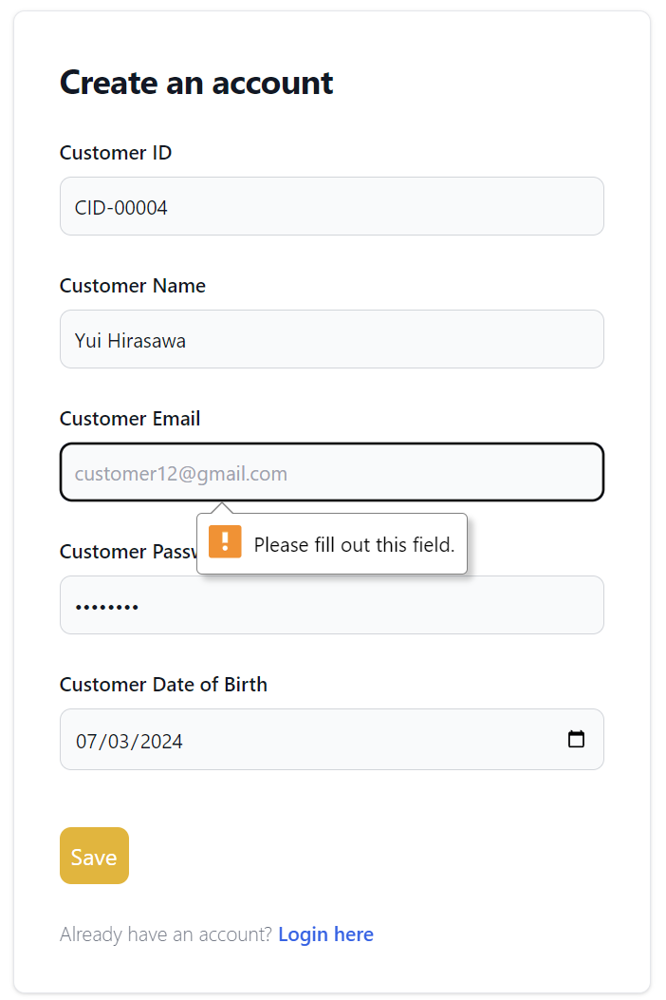 Create an account
Customer ID
CID-00004
Customer Name
Yui Hirasawa
Customer Email
customer12@gmail.com
Please fill out this field.
Customer Passw
••••••••
Customer Date of Birth
07/03/2024
Save
Already have an account? Login here